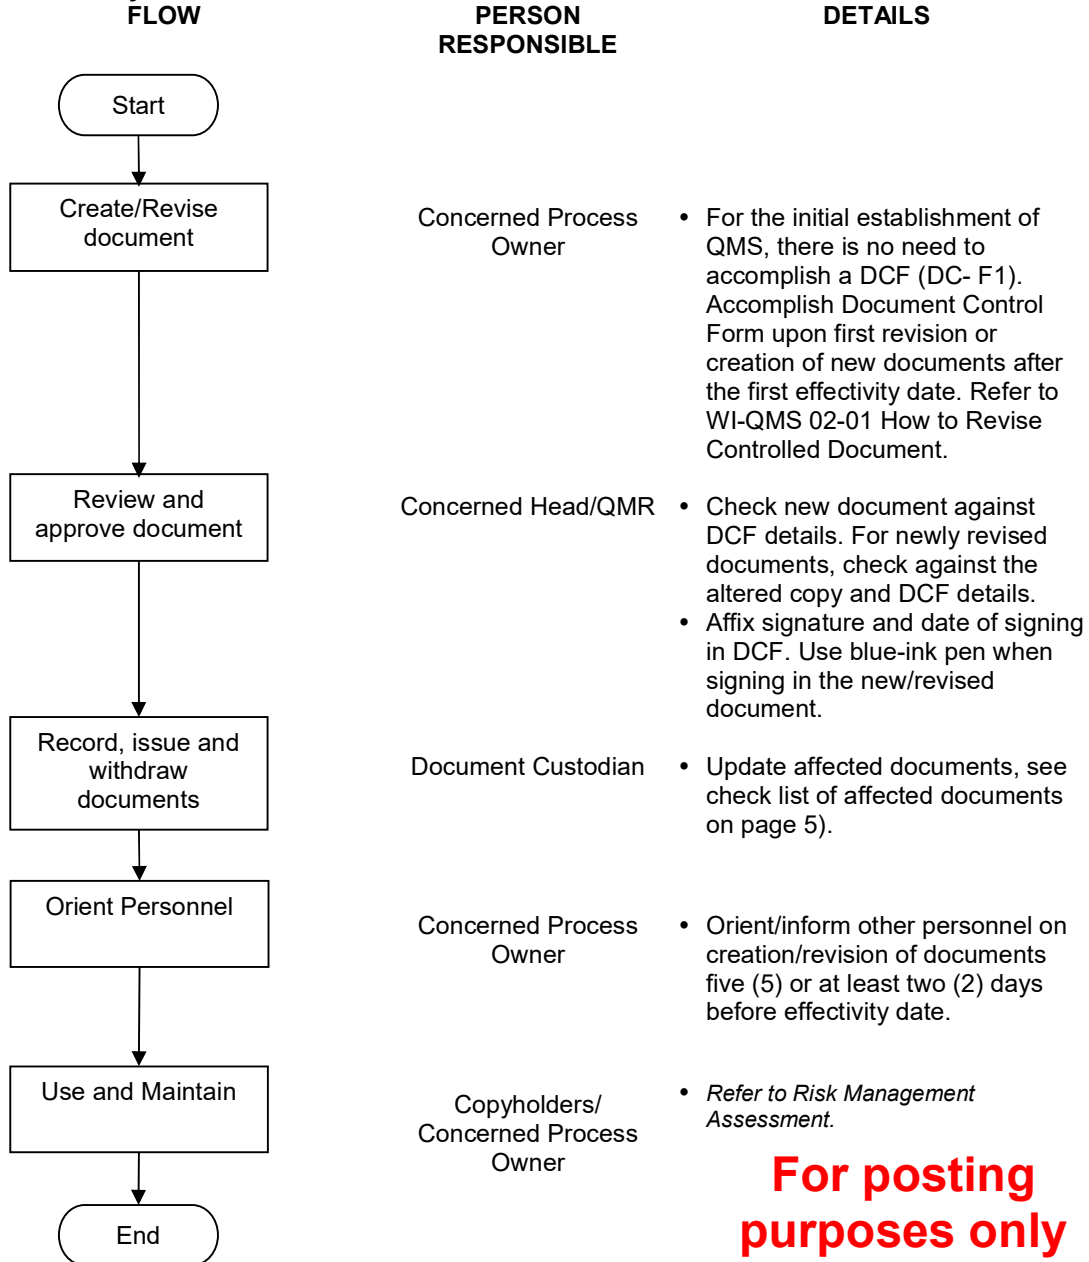 FLOW
PERSON
RESPONSIBLE
DETAILS
Start
Create/Revise
document
Concerned Process
Owner
• For the initial establishment of
QMS, there is no need to
accomplish a DCF (DC- F1).
Accomplish Document Control
Form upon first revision or
creation of new documents after
the first effectivity date. Refer to
WI-QMS 02-01 How to Revise
Controlled Document.
Review and
approve document
Concerned Head/QMR
• Check new document against
DCF details. For newly revised
documents, check against the
altered copy and DCF details.
• Affix signature and date of signing
in DCF. Use blue-ink pen when
signing in the new/revised
document.
Record, issue and
withdraw
documents
Document Custodian
• Update affected documents, see
check list of affected documents
on page 5).
Orient Personnel
Concerned Process
Owner
• Orient/inform other personnel on
creation/revision of documents
five (5) or at least two (2) days
before effectivity date.
Use and Maintain
Copyholders/
Concerned Process
Owner
• Refer to Risk Management
Assessment.
For posting
purposes only
End